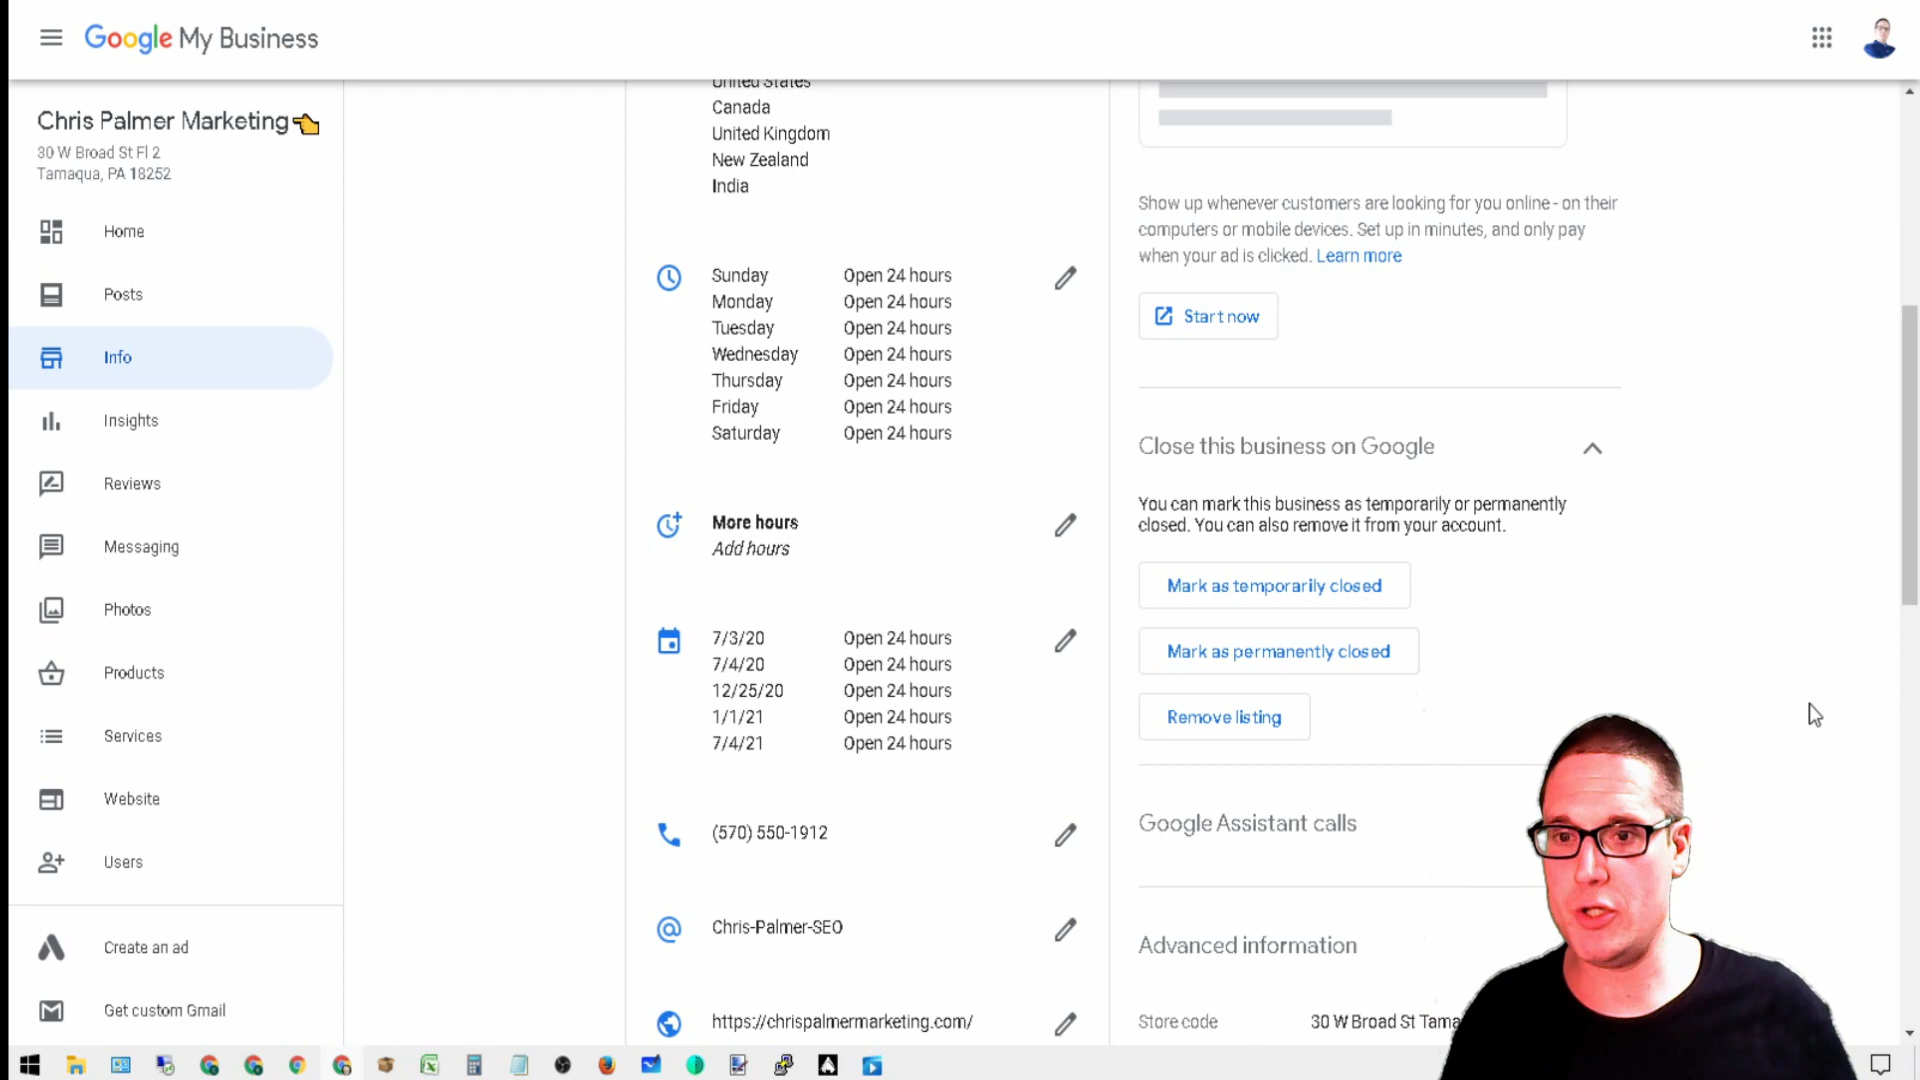 Google My Business
Chris Palmer Marketing
30 W Broad St Fl 2
Tamaqua, PA 18252
Home
Posts
Info
Insights
Reviews
Messaging
Photos
Products
Services
Website
Users
Create an ad
Get custom Gmail
United States
Canada
United Kingdom
New Zealand
India
Sunday Open 24 hours
Monday Open 24 hours
Tuesday Open 24 hours
Wednesday Open 24 hours
Thursday Open 24 hours
Friday Open 24 hours
Saturday Open 24 hours
More hours
Add hours
7/3/20 Open 24 hours
7/4/20 Open 24 hours
12/25/20 Open 24 hours
1/1/21 Open 24 hours
7/4/21 Open 24 hours
(570) 550-1912
Chris-Palmer-SEO
https://chrispalmermarketing.com/
Show up whenever customers are looking for you online - on their
computers or mobile devices. Set up in minutes, and only pay
when your ad is clicked. Learn more
Start now
Close this business on Google
You can mark this business as temporarily or permanently
closed. You can also remove it from your account.
Mark as temporarily closed
Mark as permanently closed
Remove listing
Google Assistant calls
Advanced information
Store code 30 W Broad St Tama